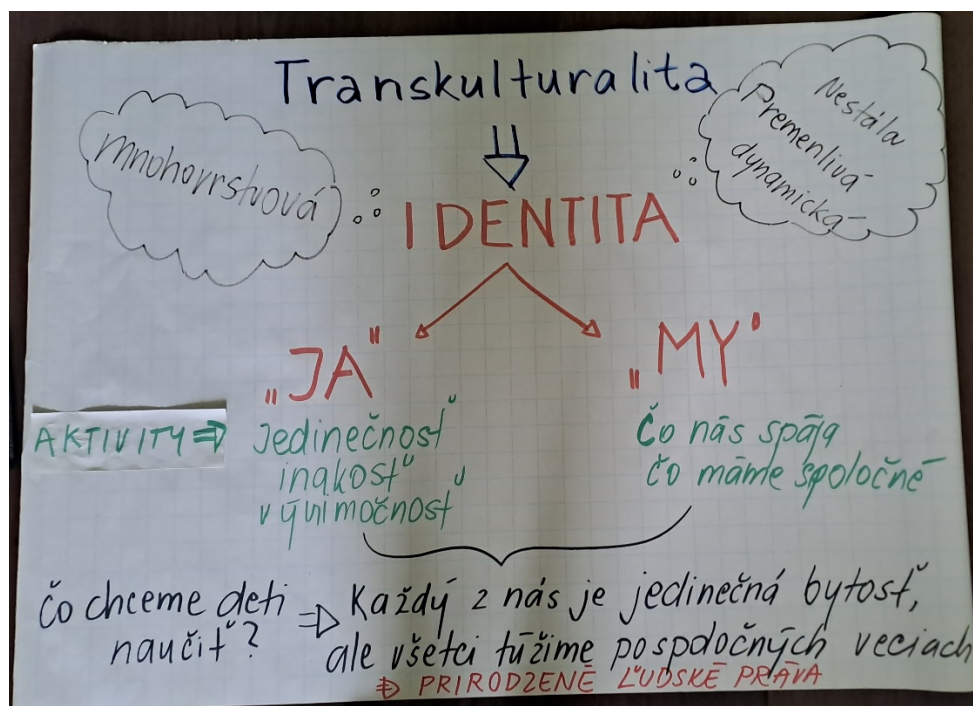 Transkulturalita
mnohovrstvová
Nestála
Premenlivá
dynamická
IDENTITA
„JA"
„MY"
AKTIVITY ⇒
Jedinečnosť
inakosť
výnimočnosť
Čo nás spája
čo máme spoločné
čo chceme deti
naučiť?
⇒ Každý z nás je jedinečná bytosť,
ale všetci túžime po spoločných veciach
⇒ PRIRODZENÉ ĽUDSKÉ PRÁVA